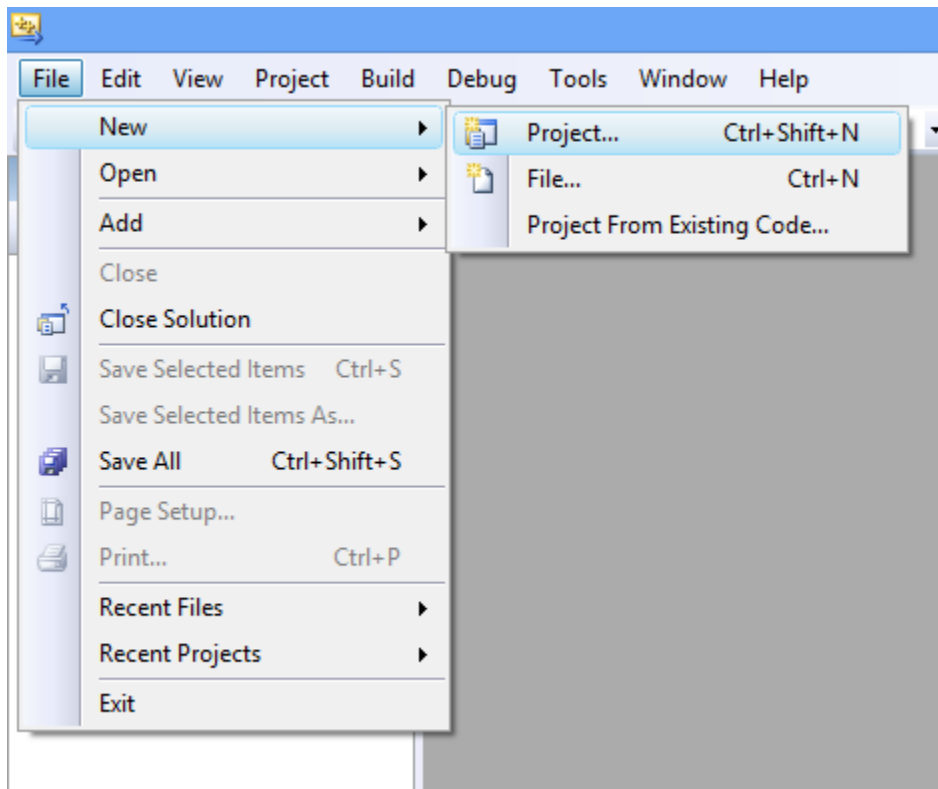 File Edit View Project Build Debug Tools Window Help
New
Project... Ctrl+Shift+N
Open
File... Ctrl+N
Add
Project From Existing Code...
Close
Close Solution
Save Selected Items Ctrl+S
Save Selected Items As...
Save All Ctrl+Shift+S
Page Setup...
Print... Ctrl+P
Recent Files
Recent Projects
Exit